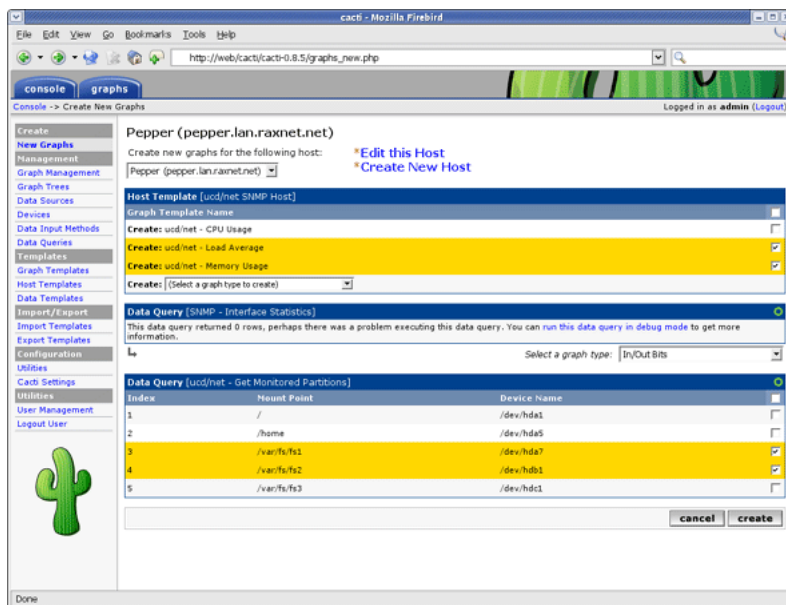 cacti - Mozilla Firebird
File Edit View Go Bookmarks Tools Help
http://web/cacti/cacti-0.8.5/graphs_new.php
console graphs
Console -> Create New Graphs Logged in as admin (Logout)
Create
New Graphs
Management
Graph Management
Graph Trees
Data Sources
Devices
Data Input Methods
Data Queries
Templates
Graph Templates
Host Templates
Data Templates
Import/Export
Import Templates
Export Templates
Configuration
Utilities
Cacti Settings
Utilities
User Management
Logout User
Pepper (pepper.lan.raxnet.net)
Create new graphs for the following host:
Pepper (pepper.lan.raxnet.net)
*Edit this Host
*Create New Host
Host Template [ucd/net SNMP Host]
Graph Template Name
Create: ucd/net - CPU Usage
Create: ucd/net - Load Average
Create: ucd/net - Memory Usage
Create: (Select a graph type to create)
Data Query [SNMP - Interface Statistics]
This data query returned 0 rows, perhaps there was a problem executing this data query. You can run this data query in debug mode to get more
information.
Select a graph type: In/Out Bits
Data Query [ucd/net - Get Monitored Partitions]
Index Mount Point Device Name
1 / /dev/hda1
2 /home /dev/hda5
3 /var/fs/fs1 /dev/hda7
4 /var/fs/fs2 /dev/hdb1
5 /var/fs/fs3 /dev/hdc1
cancel create
Done